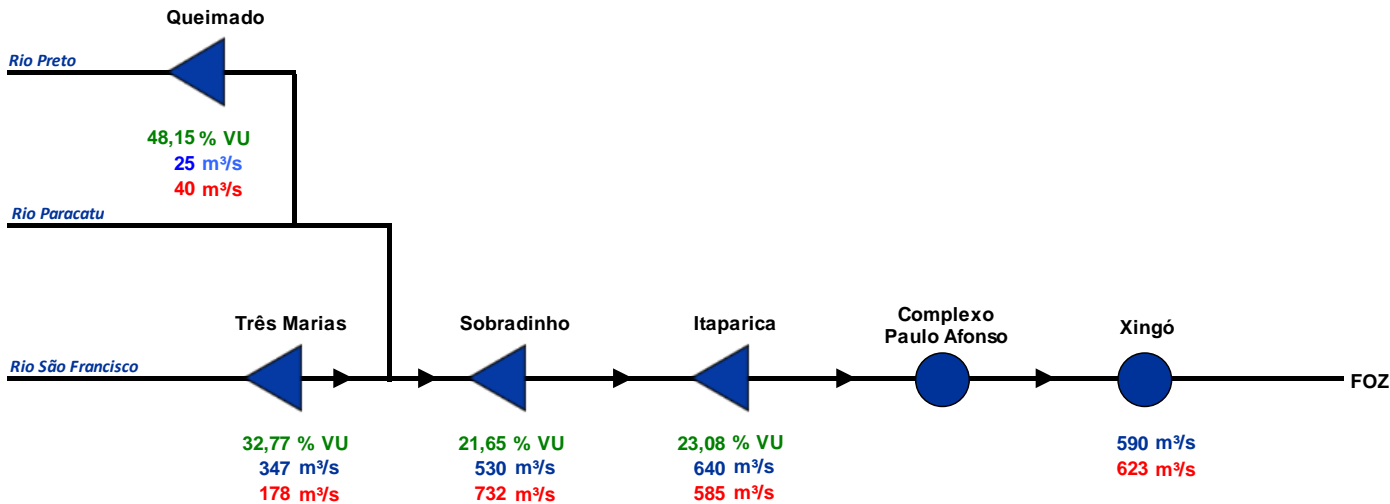 Queimado
Rio Preto
48,15 % VU
25 m³/s
40 m³/s
Rio Paracatu
Três Marias
Sobradinho
Itaparica
Complexo
Paulo Afonso
Xingó
Rio São Francisco
FOZ
32,77 % VU
347 m³/s
178 m³/s
21,65 % VU
530 m³/s
732 m³/s
23,08 % VU
640 m³/s
585 m³/s
590 m³/s
623 m³/s